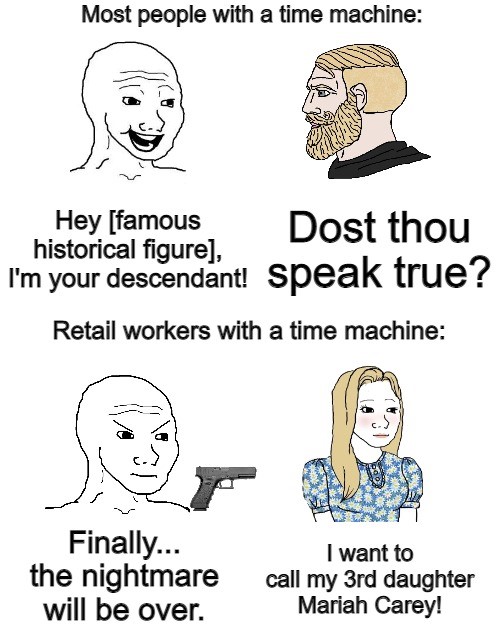 Most people with a time machine:
Hey [famous
historical figure],
I'm your descendant!
Dost thou
speak true?
Retail workers with a time machine:
Finally...
the nightmare
will be over.
I want to
call my 3rd daughter
Mariah Carey!